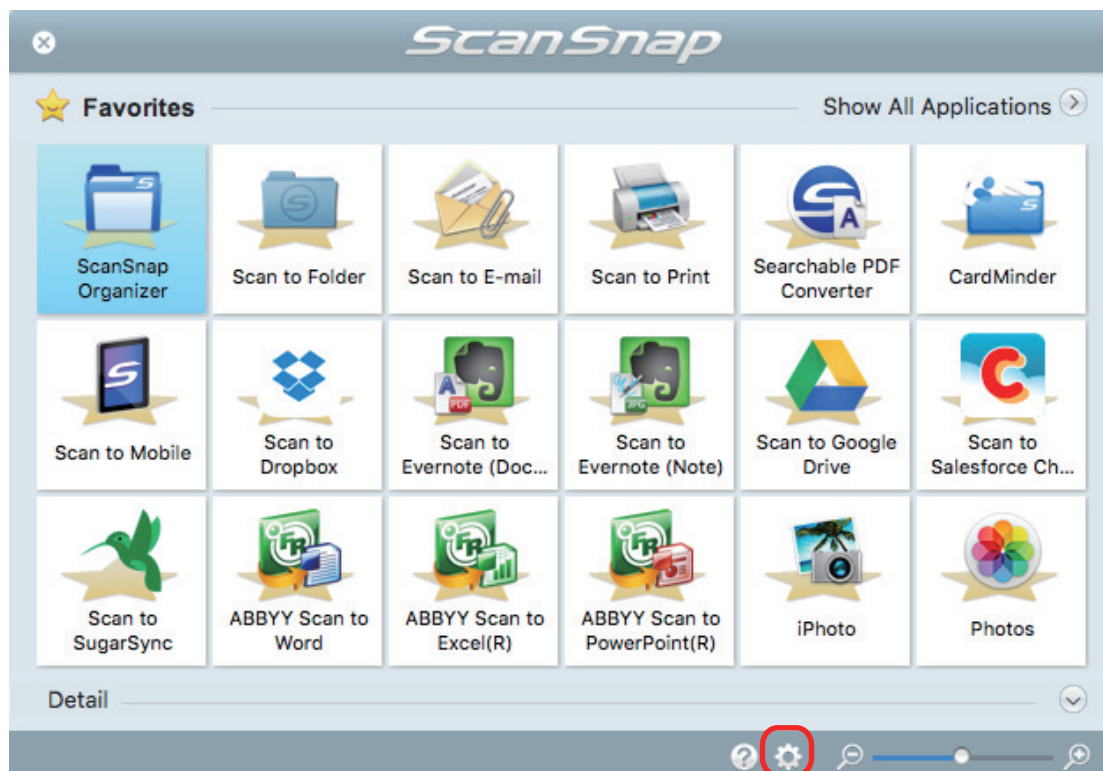 ScanSnap
Favorites
Show All Applications
ScanSnap
Organizer
Scan to Folder
Scan to E-mail
Scan to Print
Searchable PDF
Converter
CardMinder
Scan to Mobile
Scan to
Dropbox
Scan to
Evernote (Doc...
Scan to
Evernote (Note)
Scan to Google
Drive
Scan to
Salesforce Ch...
Scan to
SugarSync
ABBYY Scan to
Word
ABBYY Scan to
Excel(R)
ABBYY Scan to
PowerPoint(R)
iPhoto
Photos
Detail